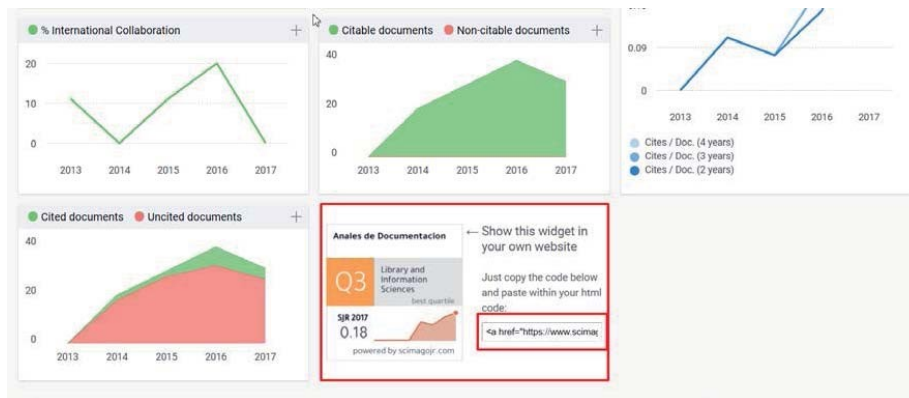 % International Collaboration
+
20
10
0
2013 2014 2015 2016 2017
Citable documents Non-citable documents
+
40
20
0
2013 2014 2015 2016 2017
0.09
0
2013 2014 2015 2016 2017
Cites / Doc. (4 years)
Cites / Doc. (3 years)
Cites / Doc. (2 years)
Cited documents Uncited documents
+
40
20
0
2013 2014 2015 2016 2017
Anales de Documentacion
Q3
Library and
Information
Sciences
best quartile
SJR 2017
0.18
powered by scimagojr.com
← Show this widget in
your own website
Just copy the code below
and paste within your html
code:
<a href="https://www.scimag